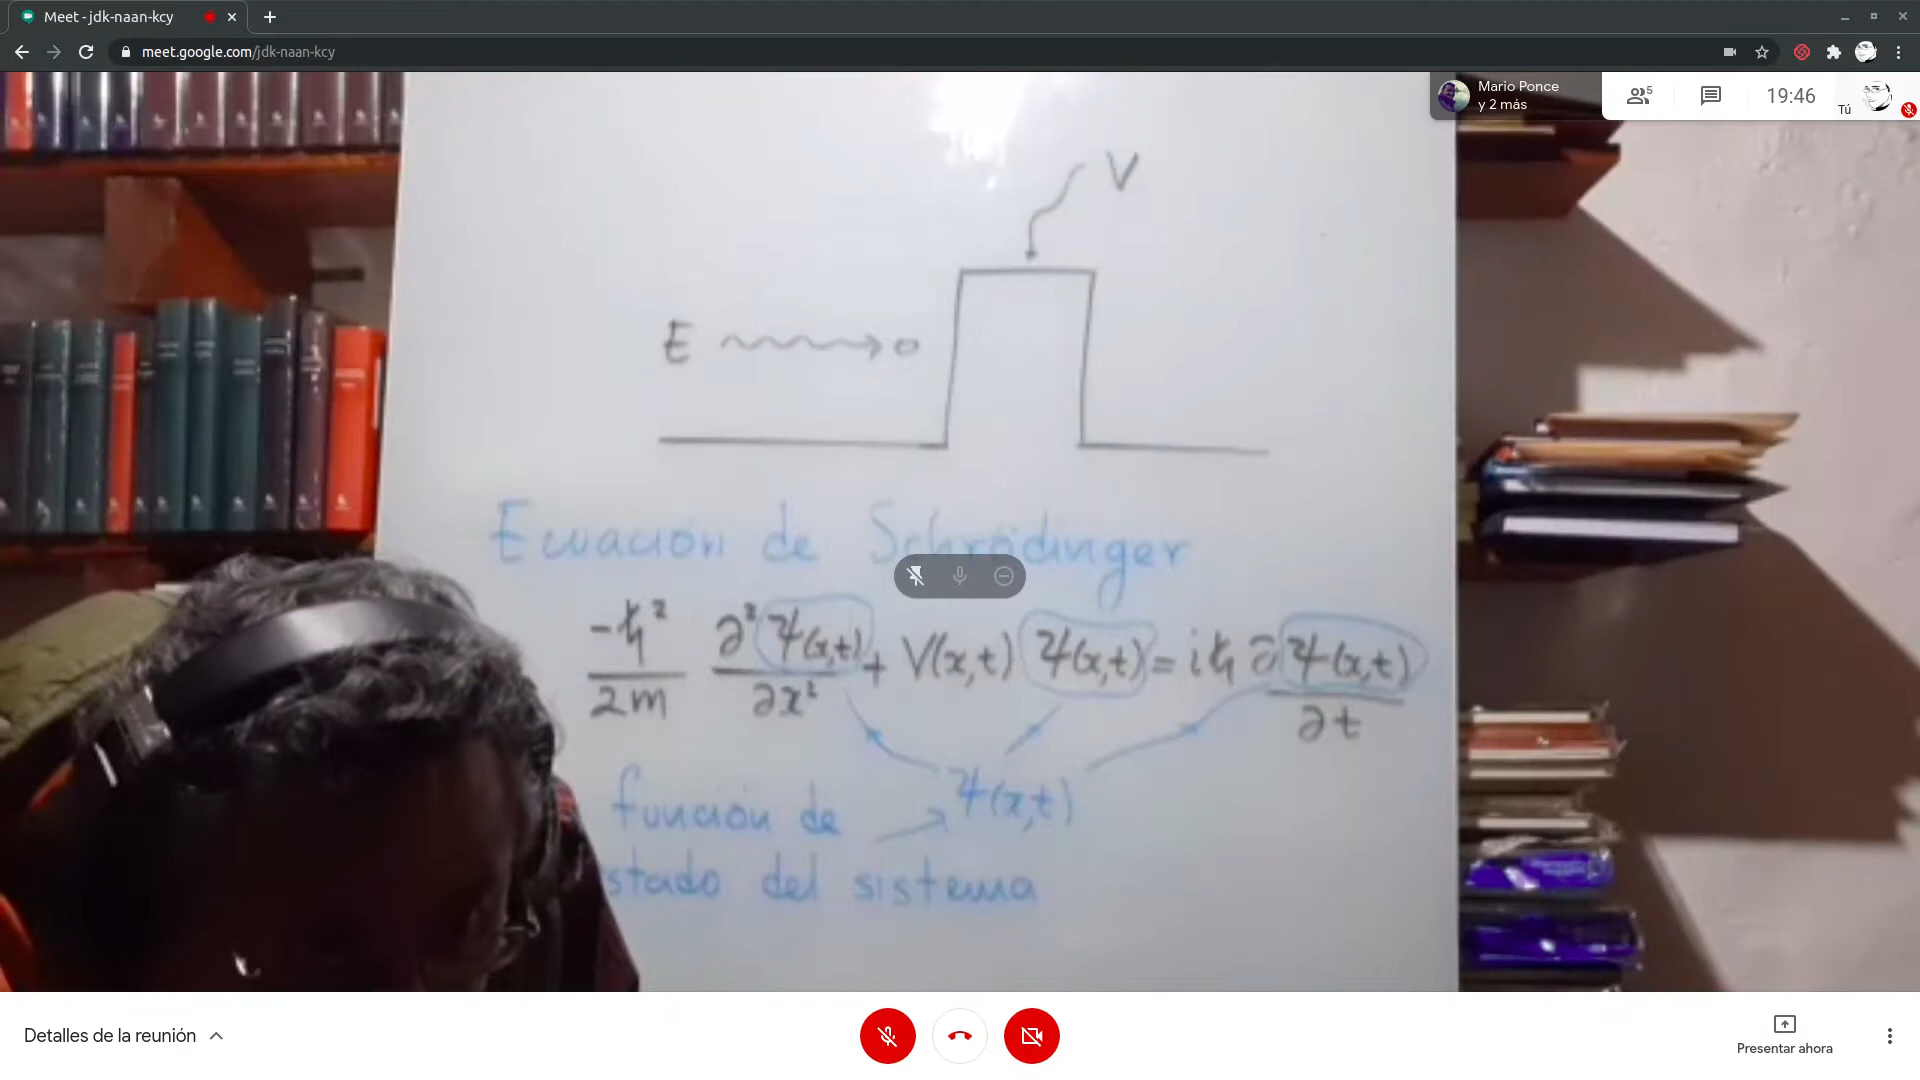 Meet - jdk-naan-kcy
meet.google.com/jdk-naan-kcy
Mario Ponce
y 2 más
5
19:46
Tú
V
E
Ecuación de Schrödinger
-ħ²/2m ∂²Ψ(x,t)/∂x² + V(x,t) Ψ(x,t) = iħ ∂Ψ(x,t)/∂t
función de Ψ(x,t)
stado del sistema
Detalles de la reunión
Presentar ahora